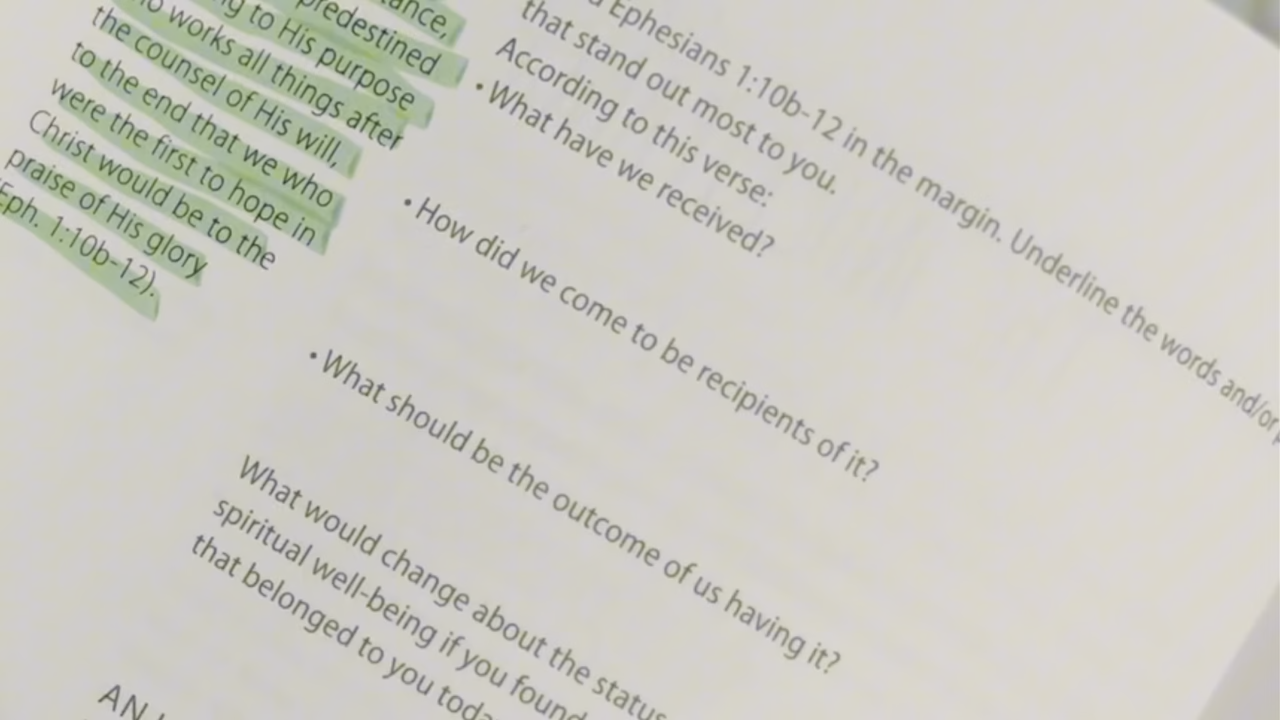 predestined
to His purpose
works all things after
the counsel of His will,
to the end that we who
were the first to hope in
Christ would be to the
praise of His glory
Eph. 1:10b–12).
Ephesians 1:10b–12 in the margin. Underline the words and/or
that stand out most to you.
According to this verse:
• What have we received?
• How did we come to be recipients of it?
• What should be the outcome of us having it?
What would change about the status
spiritual well-being if you found
that belonged to you
AN